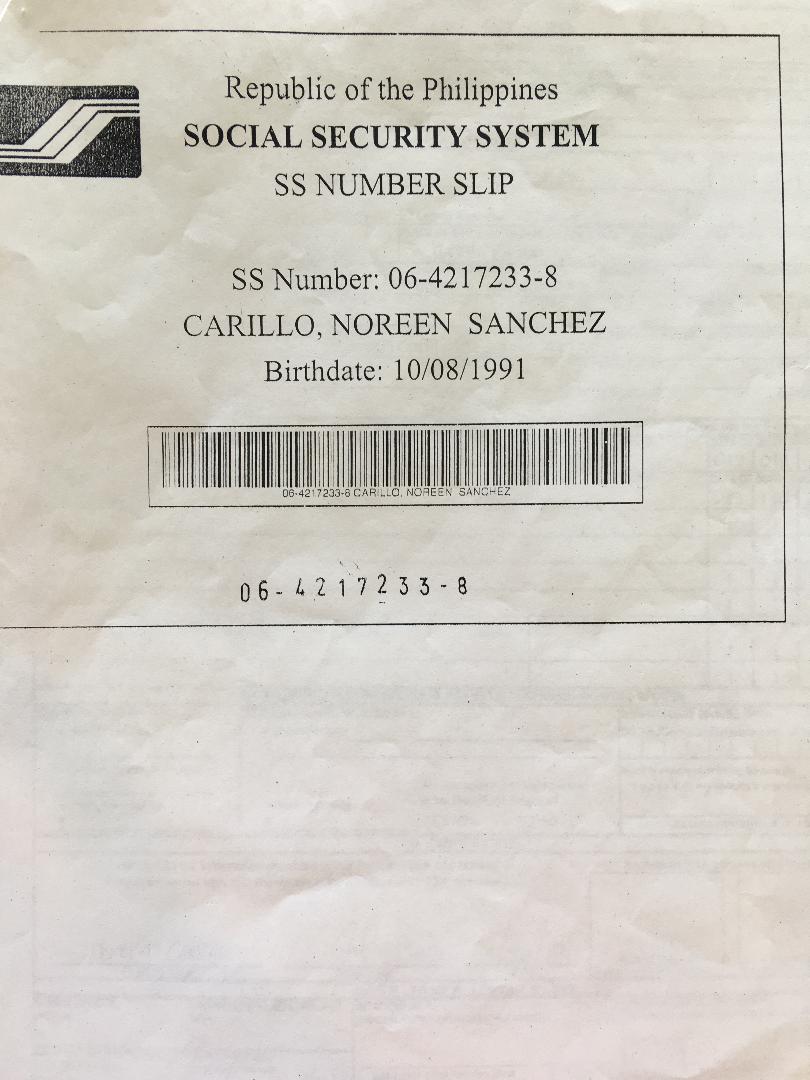 Republic of the Philippines
SOCIAL SECURITY SYSTEM
SS NUMBER SLIP
SS Number: 06-4217233-8
CARILLO, NOREEN SANCHEZ
Birthdate: 10/08/1991
06-4217233-8 CARILLO, NOREEN SANCHEZ
06-4217233-8